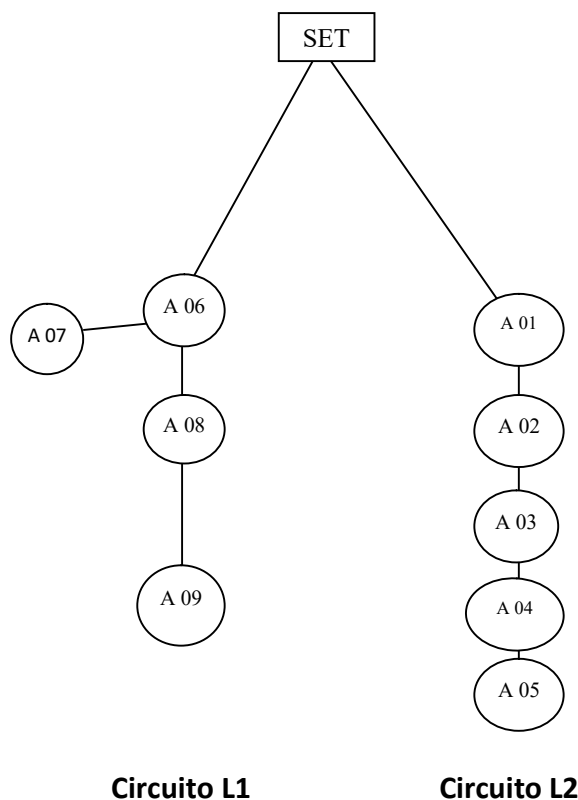 SET
A 06
A 07
A 01
A 08
A 02
A 03
A 09
A 04
A 05
Circuito L1
Circuito L2